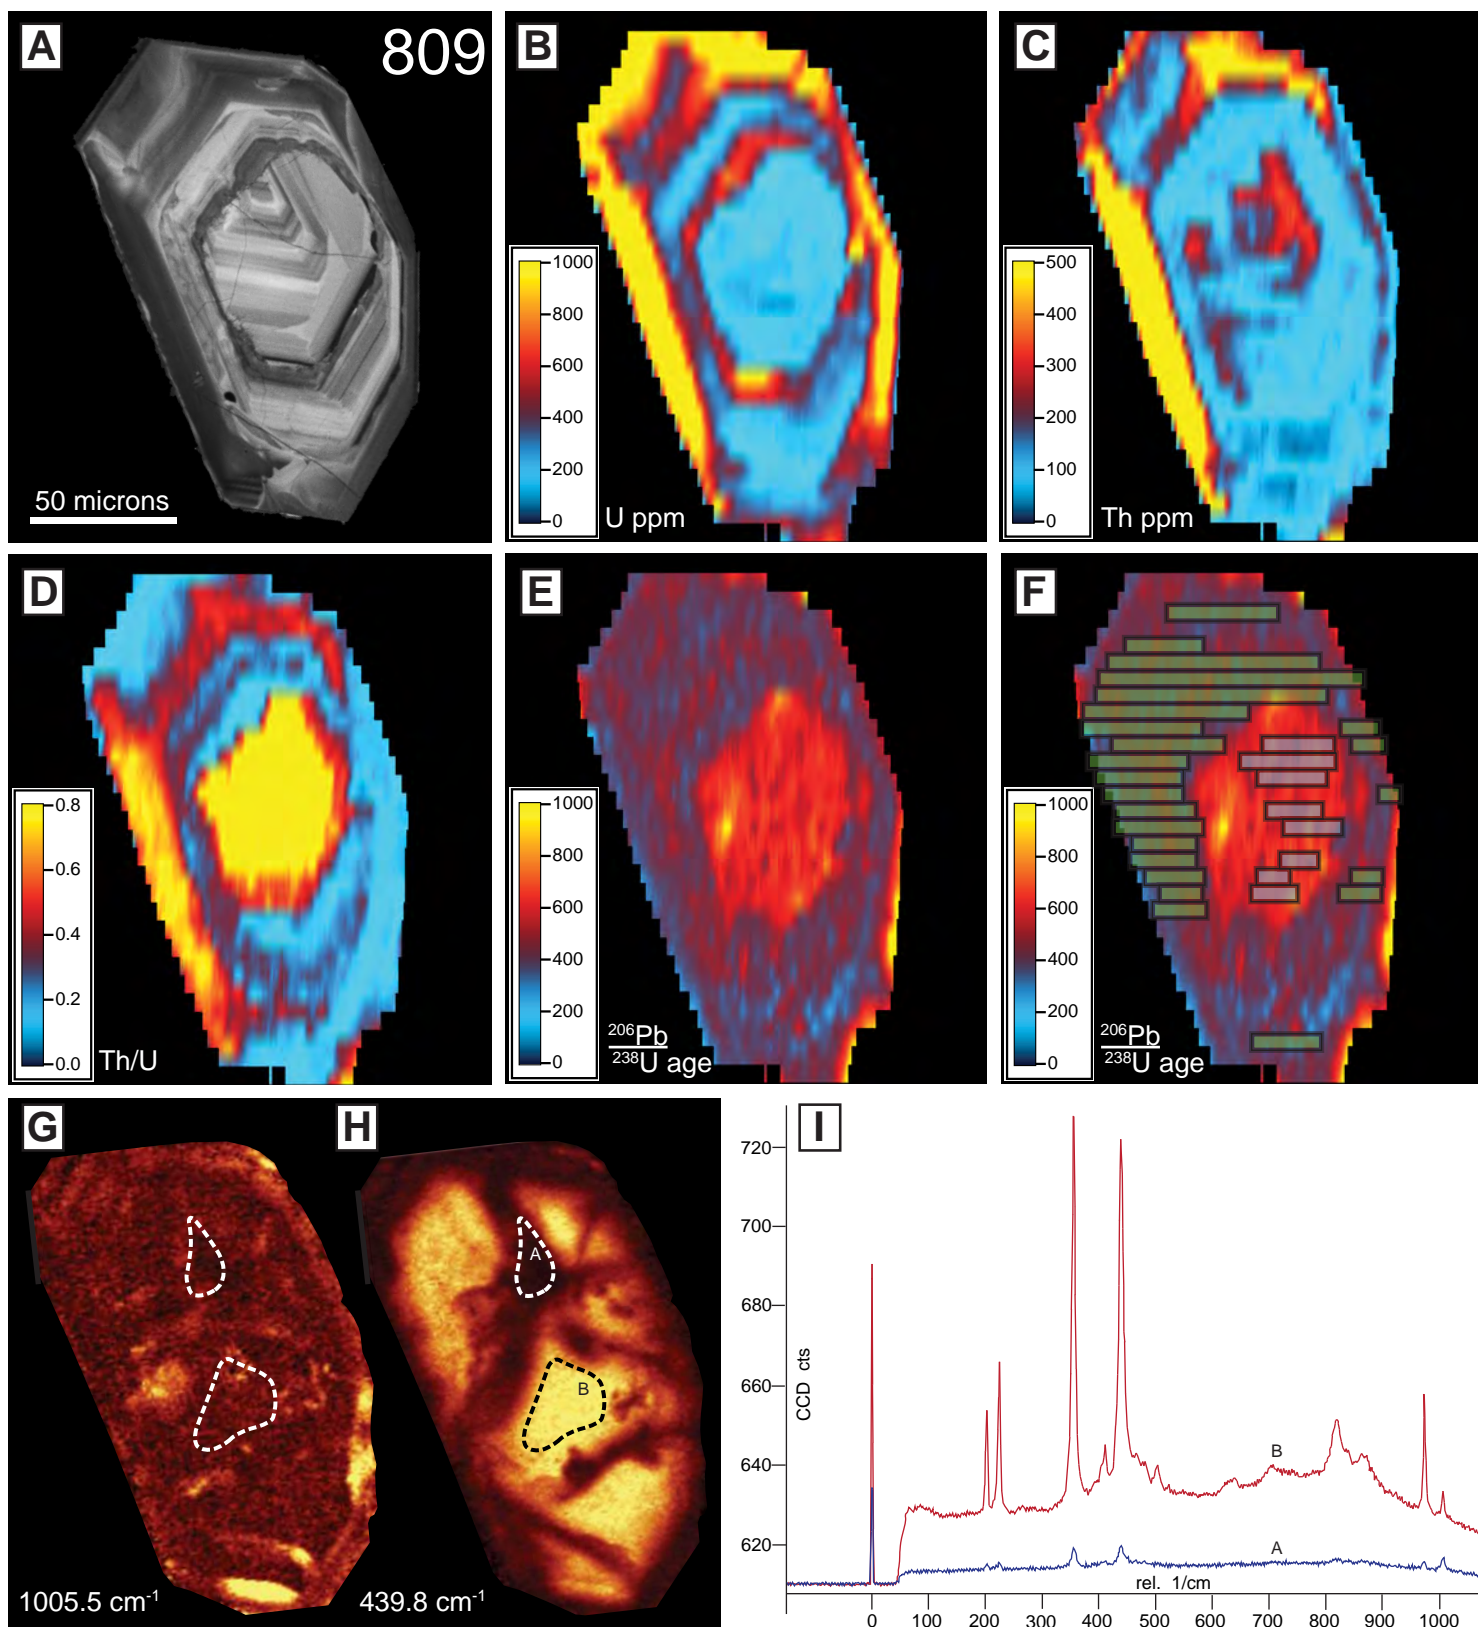 A
809
50 microns
B
1000
800
600
400
200
0
U ppm
C
500
400
300
200
100
0
Th ppm
D
0.8
0.6
0.4
0.2
0.0
Th/U
E
1000
800
600
400
200
0
206Pb
238U age
F
1000
800
600
400
200
0
206Pb
238U age
G
1005.5 cm-1
H
A
B
439.8 cm-1
I
720
700
680
660
640
620
CCD cts
B
A
rel. 1/cm
0 100 200 300 400 500 600 700 800 900 1000